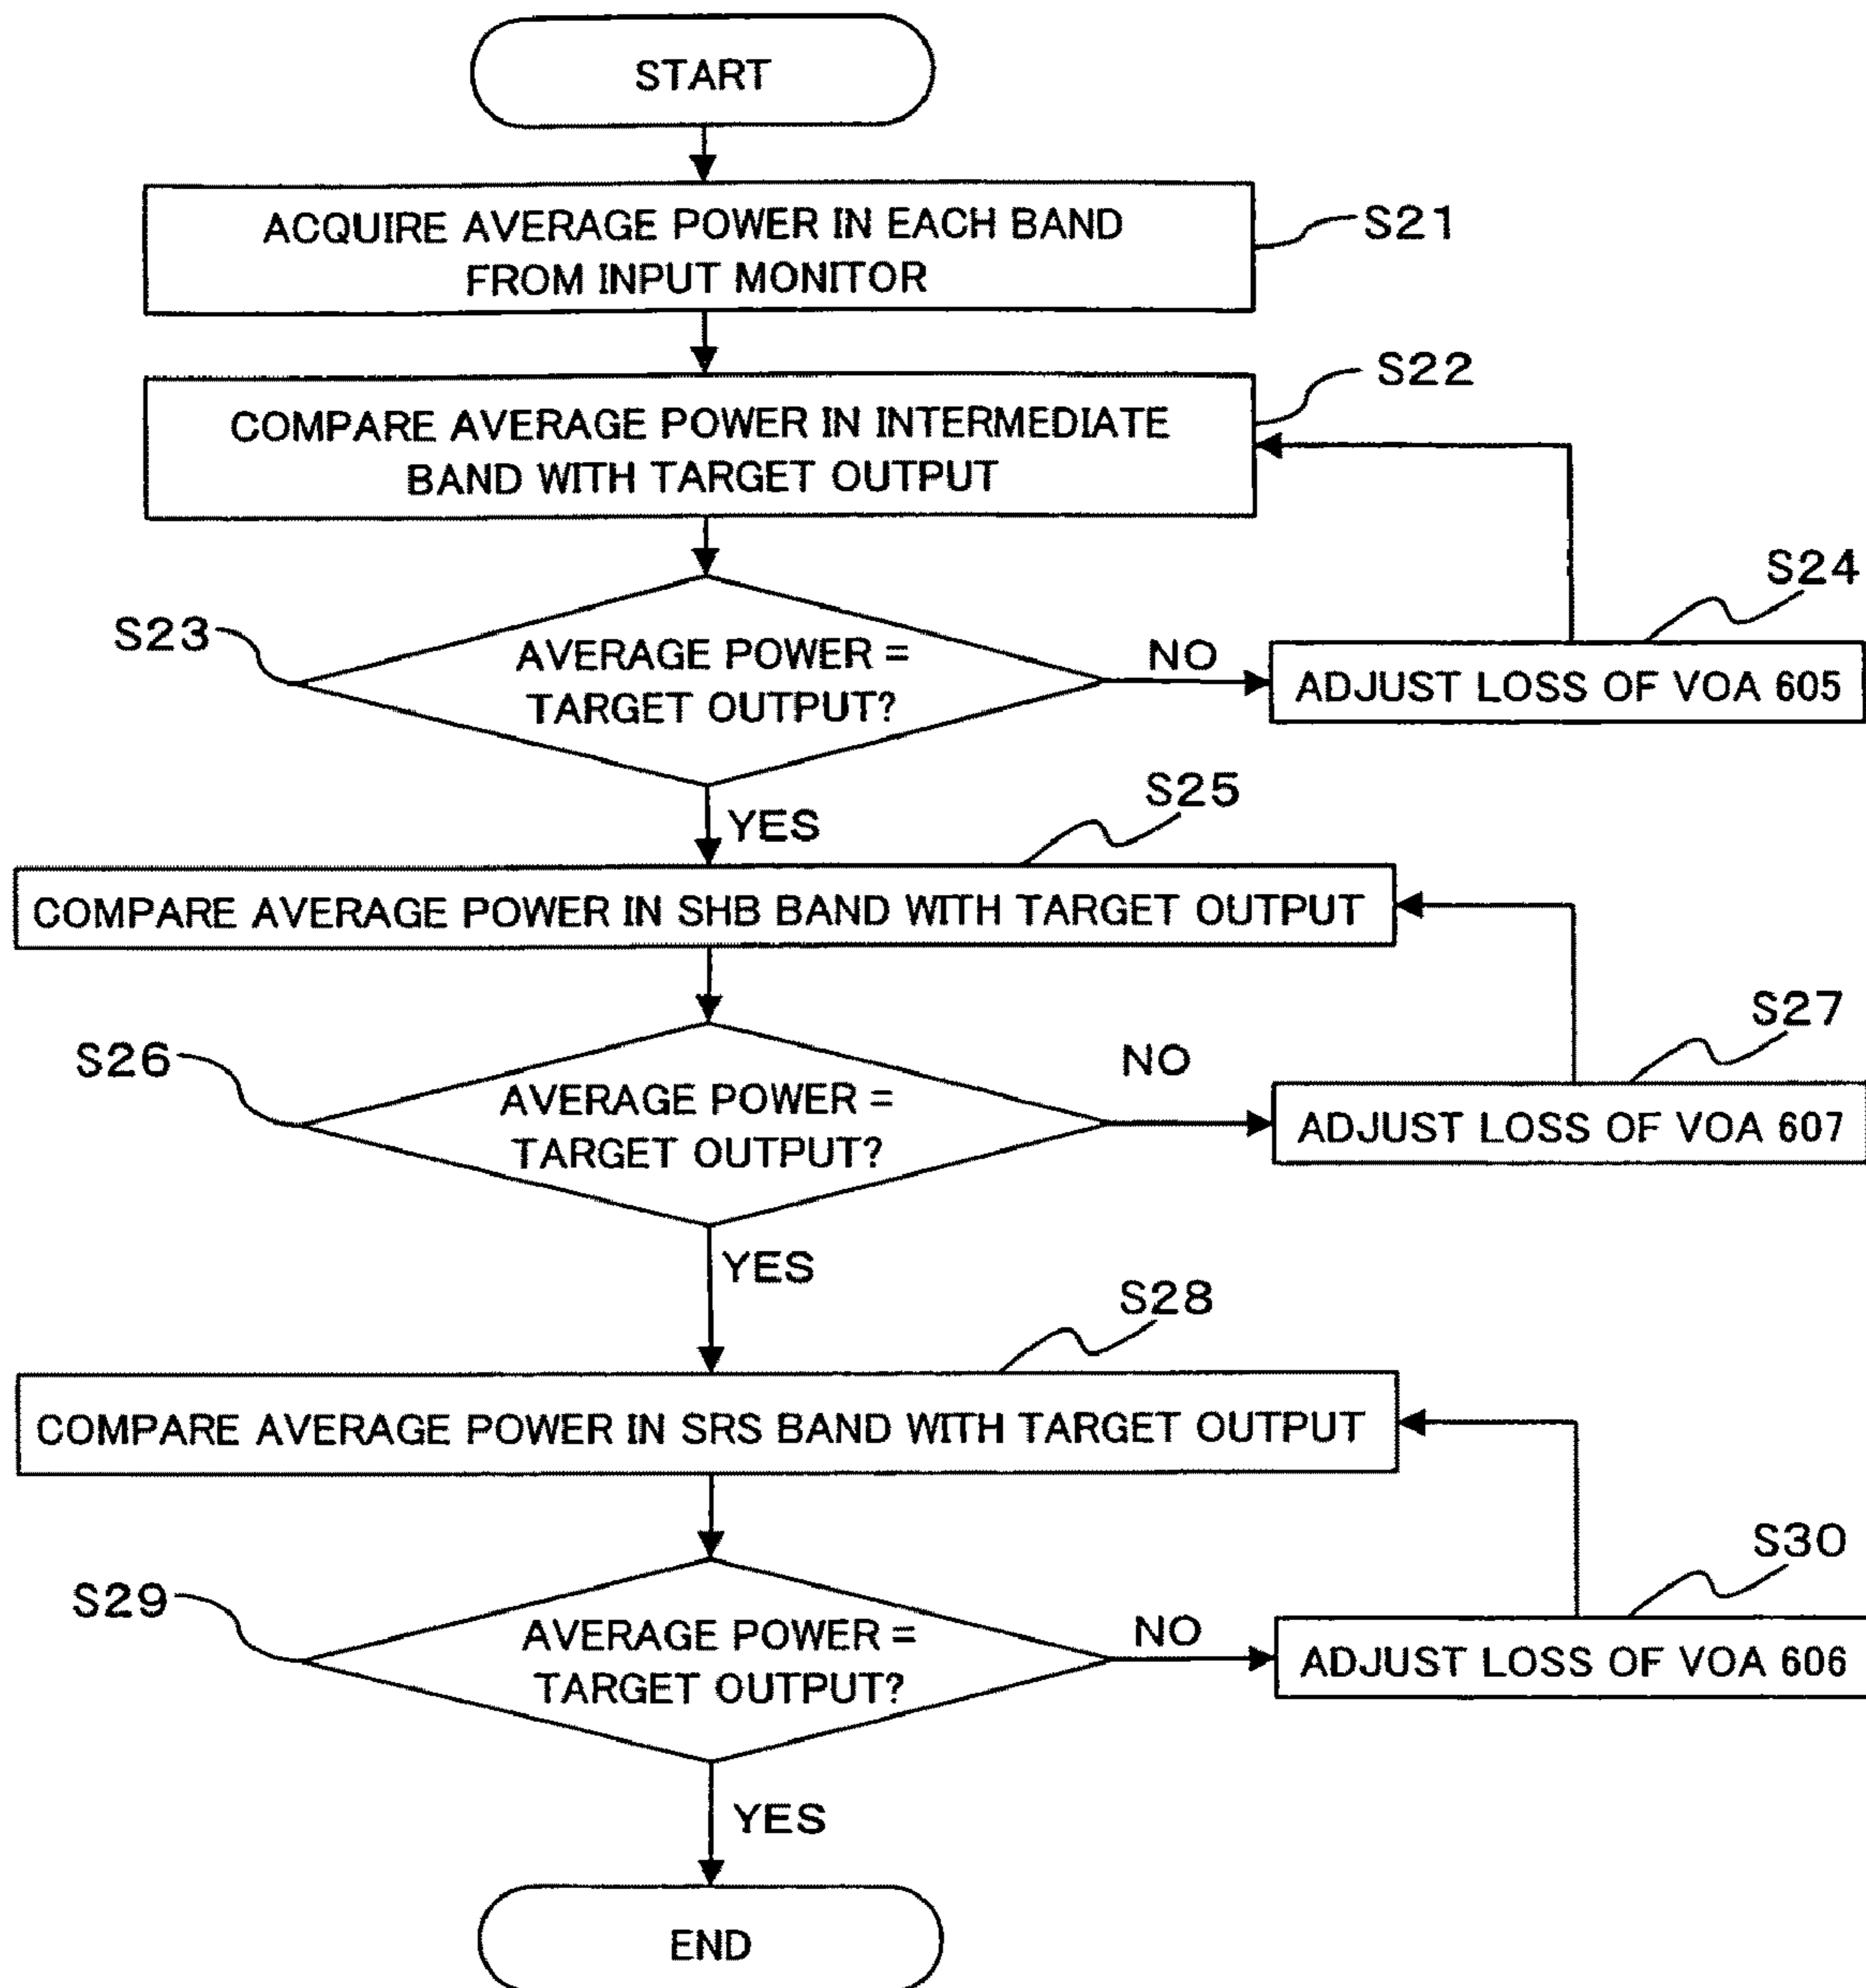 START
ACQUIRE AVERAGE POWER IN EACH BAND
FROM INPUT MONITOR
S21
COMPARE AVERAGE POWER IN INTERMEDIATE
BAND WITH TARGET OUTPUT
S22
S23
AVERAGE POWER =
TARGET OUTPUT?
NO
S24
ADJUST LOSS OF VOA 605
YES
S25
COMPARE AVERAGE POWER IN SHB BAND WITH TARGET OUTPUT
S26
AVERAGE POWER =
TARGET OUTPUT?
NO
S27
ADJUST LOSS OF VOA 607
YES
S28
COMPARE AVERAGE POWER IN SRS BAND WITH TARGET OUTPUT
S29
AVERAGE POWER =
TARGET OUTPUT?
NO
S30
ADJUST LOSS OF VOA 606
YES
END